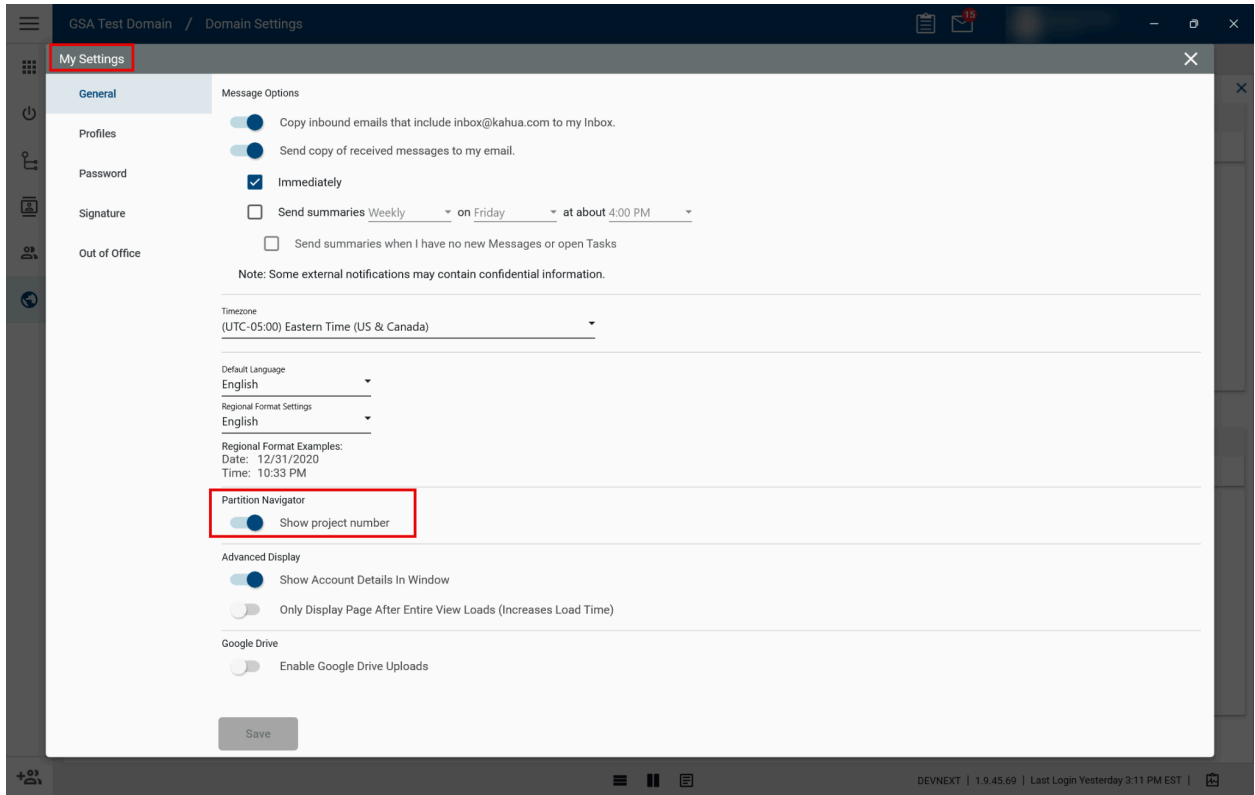 GSA Test Domain / Domain Settings
15
My Settings
General
Profiles
Password
Signature
Out of Office
Message Options
Copy inbound emails that include inbox@kahua.com to my Inbox.
Send copy of received messages to my email.
Immediately
Send summaries Weekly on Friday at about 4:00 PM
Send summaries when I have no new Messages or open Tasks
Note: Some external notifications may contain confidential information.
Timezone
(UTC-05:00) Eastern Time (US & Canada)
Default Language
English
Regional Format Settings
English
Regional Format Examples:
Date: 12/31/2020
Time: 10:33 PM
Partition Navigator
Show project number
Advanced Display
Show Account Details In Window
Only Display Page After Entire View Loads (Increases Load Time)
Google Drive
Enable Google Drive Uploads
Save
DEVNEXT | 1.9.45.69 | Last Login Yesterday 3:11 PM EST |